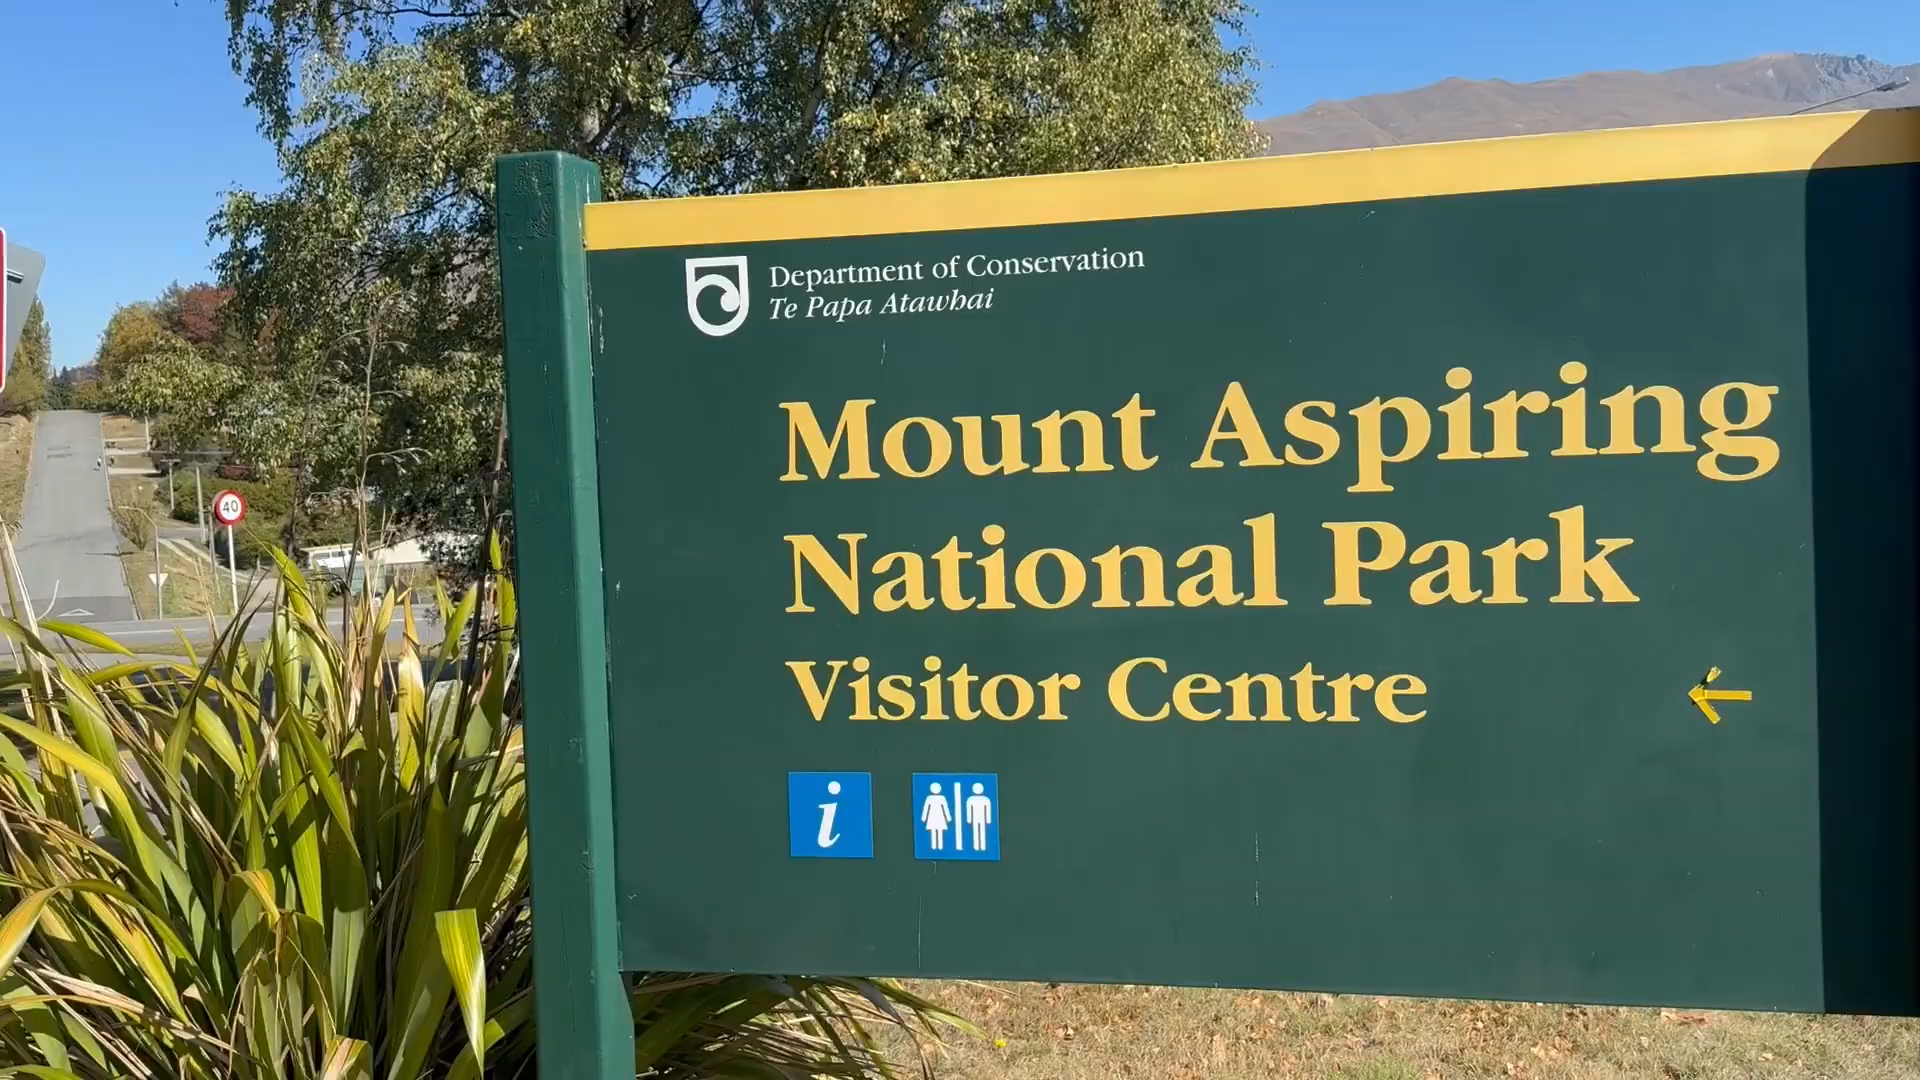 Department of Conservation
Te Papa Atawhai
Mount Aspiring
National Park
Visitor Centre
i
40